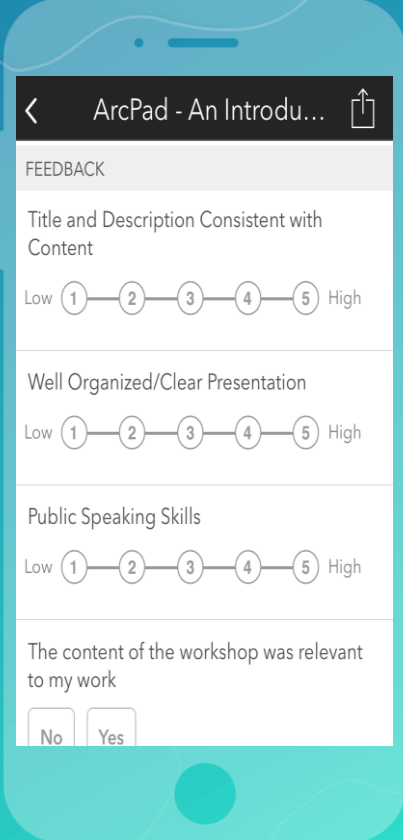 ArcPad - An Introdu...
FEEDBACK
Title and Description Consistent with
Content
Low 1 2 3 4 5 High
Well Organized/Clear Presentation
Low 1 2 3 4 5 High
Public Speaking Skills
Low 1 2 3 4 5 High
The content of the workshop was relevant
to my work
No Yes